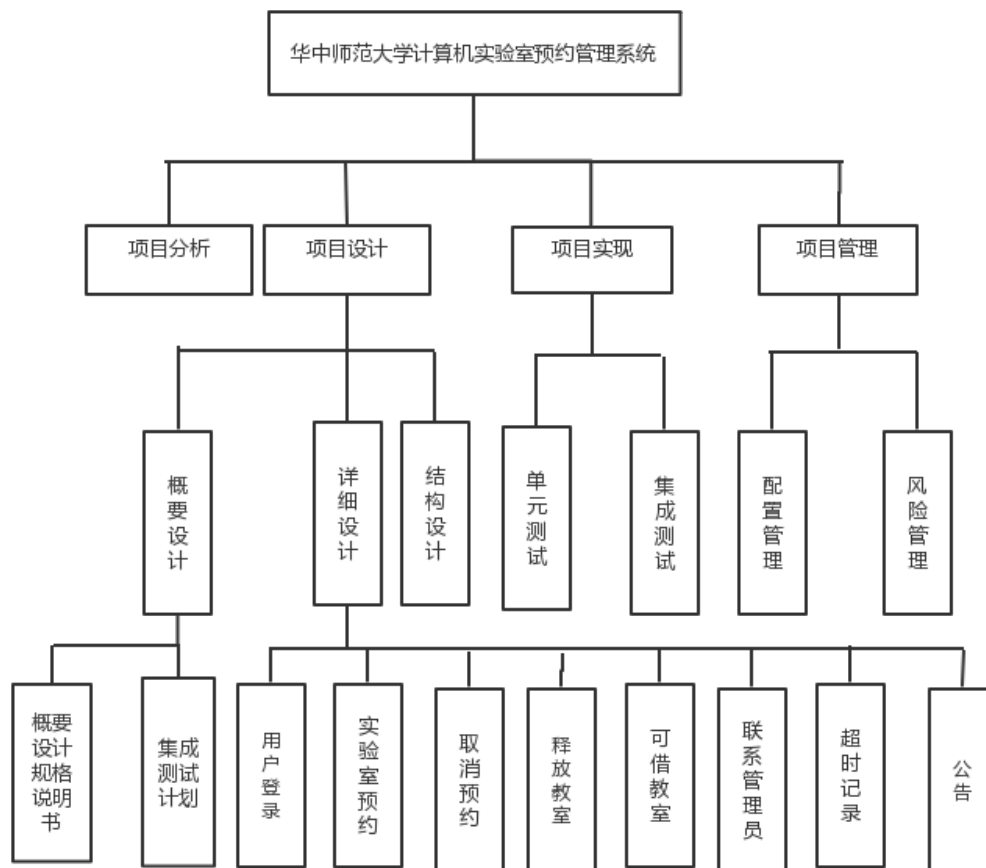 华中师范大学计算机实验室预约管理系统
项目分析
项目设计
项目实现
项目管理
概要设计
详细设计
结构设计
单元测试
集成测试
配置管理
风险管理
概要
设计
规格
说明
书
集成
测试
计划
用户登录
实验室预约
取消预约
释放教室
可借教室
联系管理员
超时记录
公告